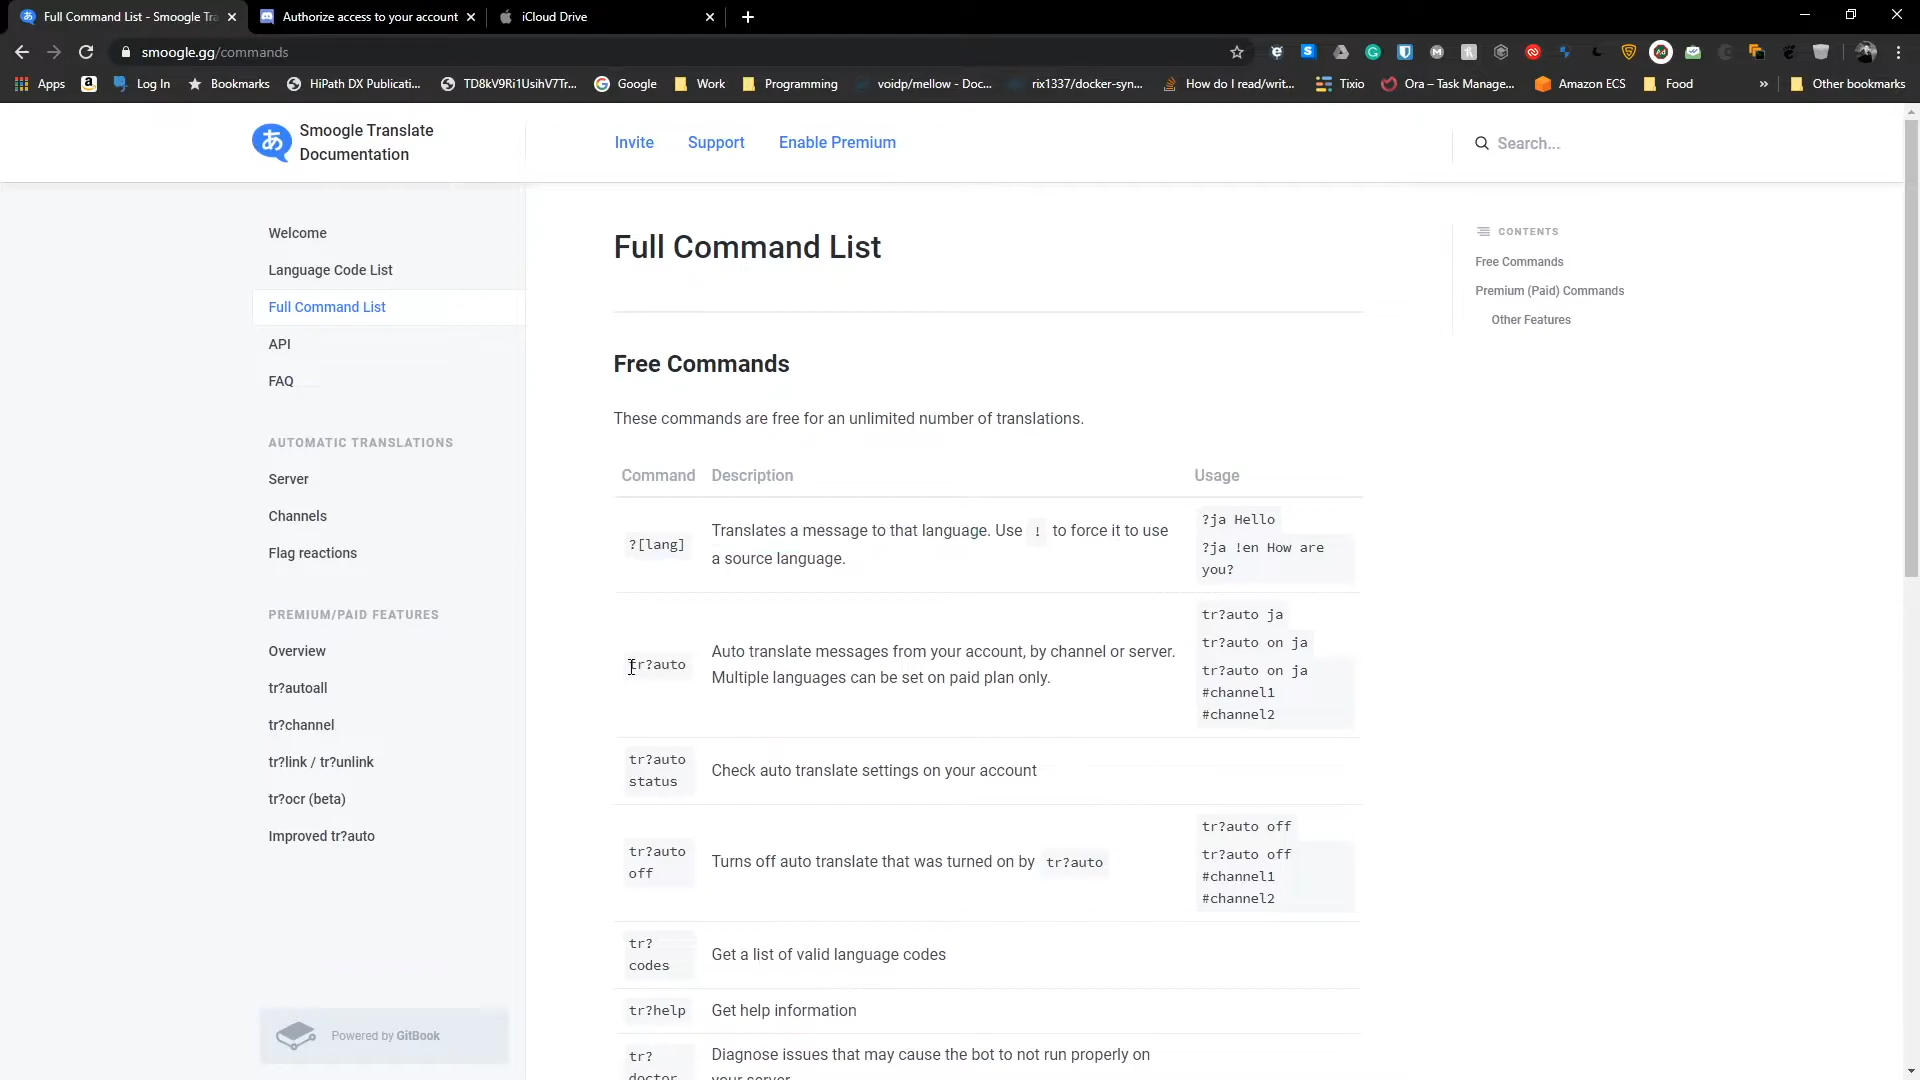 Full Command List - Smoogle Tra
Authorize access to your account
iCloud Drive
smoogle.gg/commands
Apps
Log In
Bookmarks
HiPath DX Publicati...
TD8kV9Ri1UsihV7Tr...
Google
Work
Programming
voidp/mellow - Doc...
rix1337/docker-syn...
How do I read/writ...
Tixio
Ora – Task Manage...
Amazon ECS
Food
»
Other bookmarks
あ
Smoogle Translate
Documentation
Invite
Support
Enable Premium
Search...
Welcome
Language Code List
Full Command List
API
FAQ
AUTOMATIC TRANSLATIONS
Server
Channels
Flag reactions
PREMIUM/PAID FEATURES
Overview
tr?autoall
tr?channel
tr?link / tr?unlink
tr?ocr (beta)
Improved tr?auto
Powered by GitBook
Full Command List
Free Commands
These commands are free for an unlimited number of translations.
Command Description Usage
?[lang]
Translates a message to that language. Use ! to force it to use
a source language.
?ja Hello
?ja !en How are
you?
tr?auto
Auto translate messages from your account, by channel or server.
Multiple languages can be set on paid plan only.
tr?auto ja
tr?auto on ja
tr?auto on ja
#channel1
#channel2
tr?auto
status
Check auto translate settings on your account
tr?auto
off
Turns off auto translate that was turned on by tr?auto
tr?auto off
tr?auto off
#channel1
#channel2
tr?
codes
Get a list of valid language codes
tr?help
Get help information
tr?
doctor
Diagnose issues that may cause the bot to not run properly on
your server
CONTENTS
Free Commands
Premium (Paid) Commands
Other Features